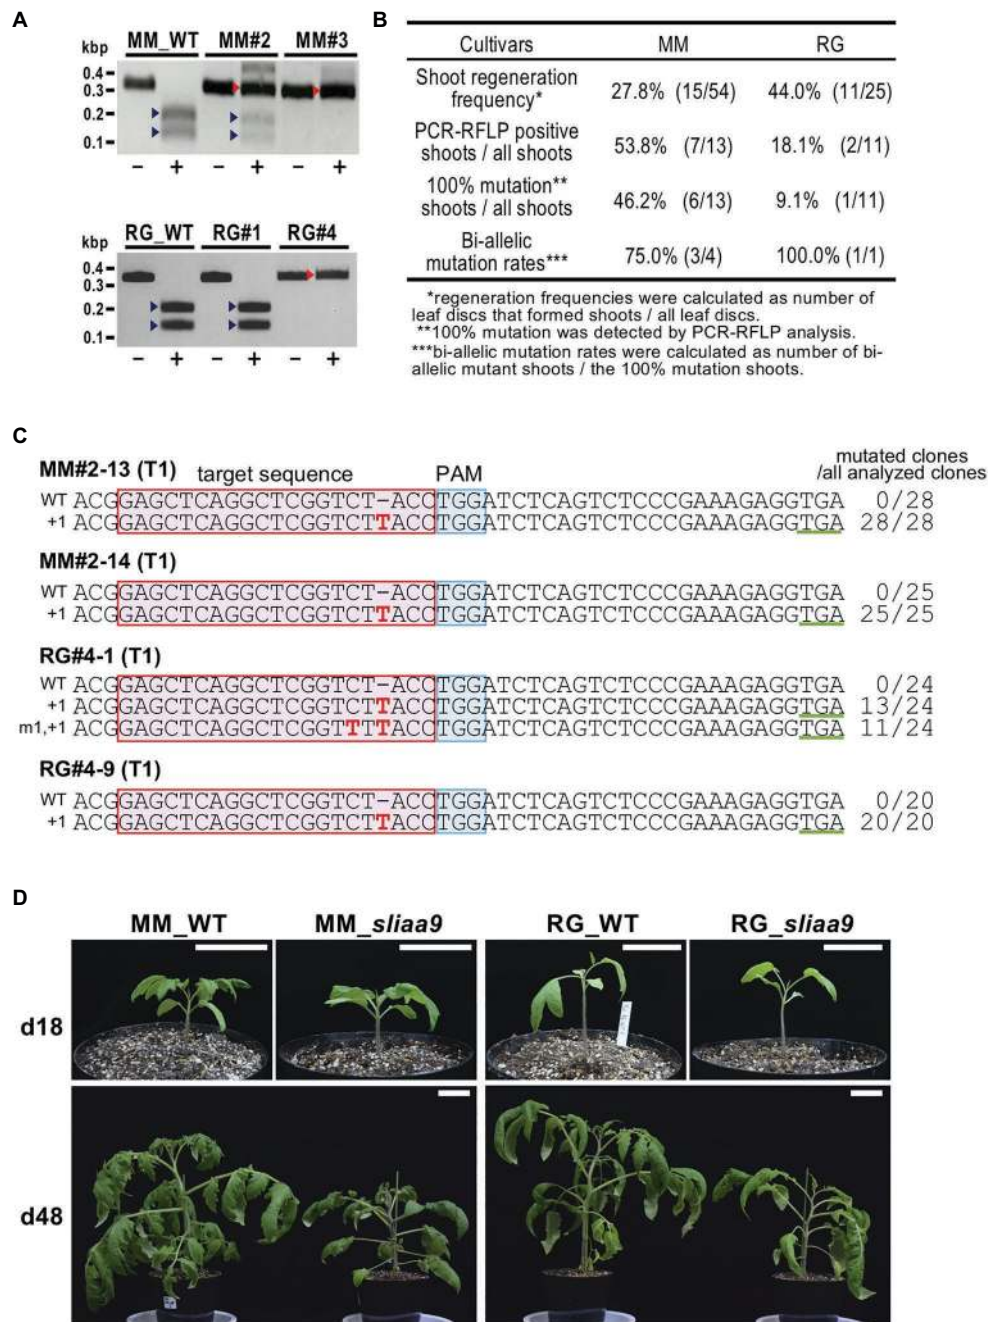 A
kbp
MM_WT MM#2 MM#3
0.4
0.3
0.2
0.1
− + − + − +
kbp
RG_WT RG#1 RG#4
0.4
0.3
0.2
0.1
− + − + − +
B
Cultivars MM RG
Shoot regeneration
frequency* 27.8% (15/54) 44.0% (11/25)
PCR-RFLP positive
shoots / all shoots 53.8% (7/13) 18.1% (2/11)
100% mutation**
shoots / all shoots 46.2% (6/13) 9.1% (1/11)
Bi-allelic
mutation rates*** 75.0% (3/4) 100.0% (1/1)
*regeneration frequencies were calculated as number of
leaf discs that formed shoots / all leaf discs.
**100% mutation was detected by PCR-RFLP analysis.
***bi-allelic mutation rates were calculated as number of bi-
allelic mutant shoots / the 100% mutation shoots.
C
MM#2-13 (T1) target sequence PAM mutated clones
/all analyzed clones
WT ACGGAGCTCAGGCTCGGTCT-ACCTGGATCTCAGTCTCCCGAAAGAGGTGA 0/28
+1 ACGGAGCTCAGGCTCGGTCTTACCTGGATCTCAGTCTCCCGAAAGAGGTGA 28/28
MM#2-14 (T1)
WT ACGGAGCTCAGGCTCGGTCT-ACCTGGATCTCAGTCTCCCGAAAGAGGTGA 0/25
+1 ACGGAGCTCAGGCTCGGTCTTACCTGGATCTCAGTCTCCCGAAAGAGGTGA 25/25
RG#4-1 (T1)
WT ACGGAGCTCAGGCTCGGTCT-ACCTGGATCTCAGTCTCCCGAAAGAGGTGA 0/24
+1 ACGGAGCTCAGGCTCGGTCTTACCTGGATCTCAGTCTCCCGAAAGAGGTGA 13/24
m1,+1 ACGGAGCTCAGGCTCGGTTTTACCTGGATCTCAGTCTCCCGAAAGAGGTGA 11/24
RG#4-9 (T1)
WT ACGGAGCTCAGGCTCGGTCT-ACCTGGATCTCAGTCTCCCGAAAGAGGTGA 0/20
+1 ACGGAGCTCAGGCTCGGTCTTACCTGGATCTCAGTCTCCCGAAAGAGGTGA 20/20
D
MM_WT MM_sliaa9 RG_WT RG_sliaa9
d18
d48